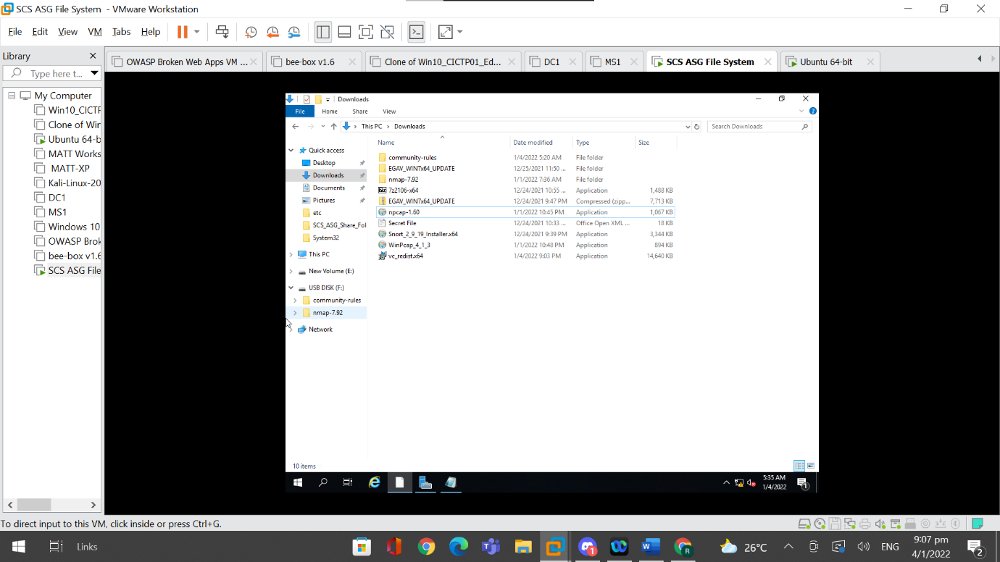 SCS ASG File System - VMware Workstation
File Edit View VM Tabs Help
Library
Type here t...
OWASP Broken Web Apps VM ...
bee-box v1.6
Clone of Win10_CICTP01_Ed...
DC1
MS1
SCS ASG File System
Ubuntu 64-bit
My Computer
Win10_CICTF
Clone of Wir
Ubuntu 64-b
MATT Works
MATT-XP
Kali-Linux-20
DC1
MS1
Windows 10
OWASP Brok
bee-box v1.6
SCS ASG File
Downloads
File Home Share View
This PC > Downloads
Search Downloads
Name Date modified Type Size
Quick access
Desktop
Downloads
Documents
Pictures
etc
SCS_ASG_Share_Fol
System32
This PC
New Volume (E:)
USB DISK (F:)
community-rules
nmap-7.92
Network
community-rules 1/4/2022 5:20 AM File folder
EGAV_WIN7x64_UPDATE 12/25/2021 11:50 ... File folder
nmap-7.92 1/1/2022 7:36 AM File folder
7z2106-x64 12/24/2021 10:55 ... Application 1,488 KB
EGAV_WIN7x64_UPDATE 12/24/2021 9:47 PM Compressed (zipp... 7,713 KB
npcap-1.60 1/1/2022 10:45 PM Application 1,067 KB
Secret File 12/24/2021 10:33 ... Office Open XML ... 18 KB
Snort_2_9_19_Installer.x64 12/24/2021 9:39 PM Application 3,344 KB
WinPcap_4_1_3 1/1/2022 10:48 PM Application 894 KB
vc_redist.x64 1/4/2022 9:03 PM Application 14,640 KB
10 items
5:35 AM
1/4/2022
1
To direct input to this VM, click inside or press Ctrl+G.
Links
1
R
26°C
ENG
9:07 pm
4/1/2022
2